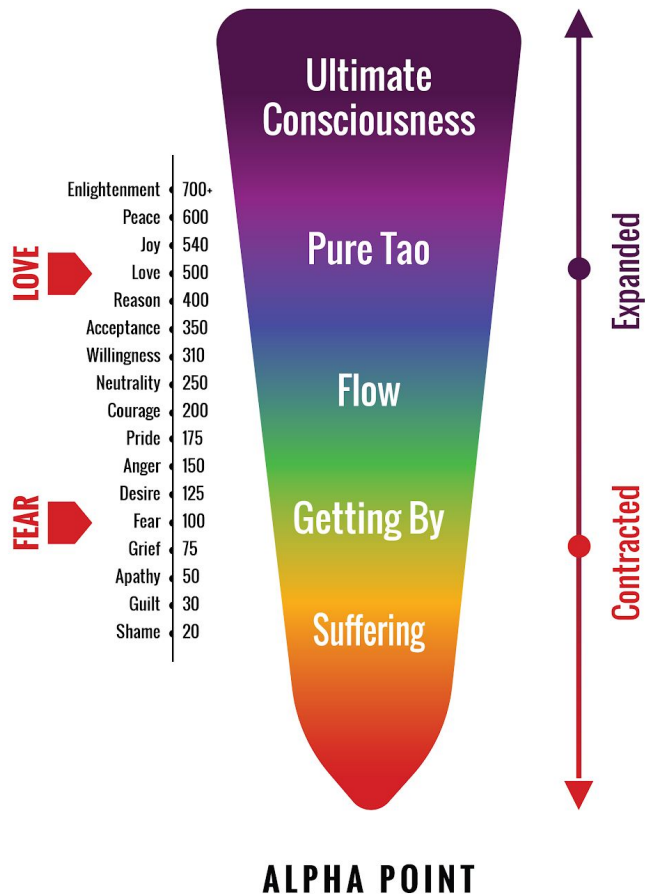 Ultimate
Consciousness
Pure Tao
Flow
Getting By
Suffering
Enlightenment 700+
Peace 600
Joy 540
Love 500
Reason 400
Acceptance 350
Willingness 310
Neutrality 250
Courage 200
Pride 175
Anger 150
Desire 125
Fear 100
Grief 75
Apathy 50
Guilt 30
Shame 20
LOVE
FEAR
Expanded
Contracted
ALPHA POINT